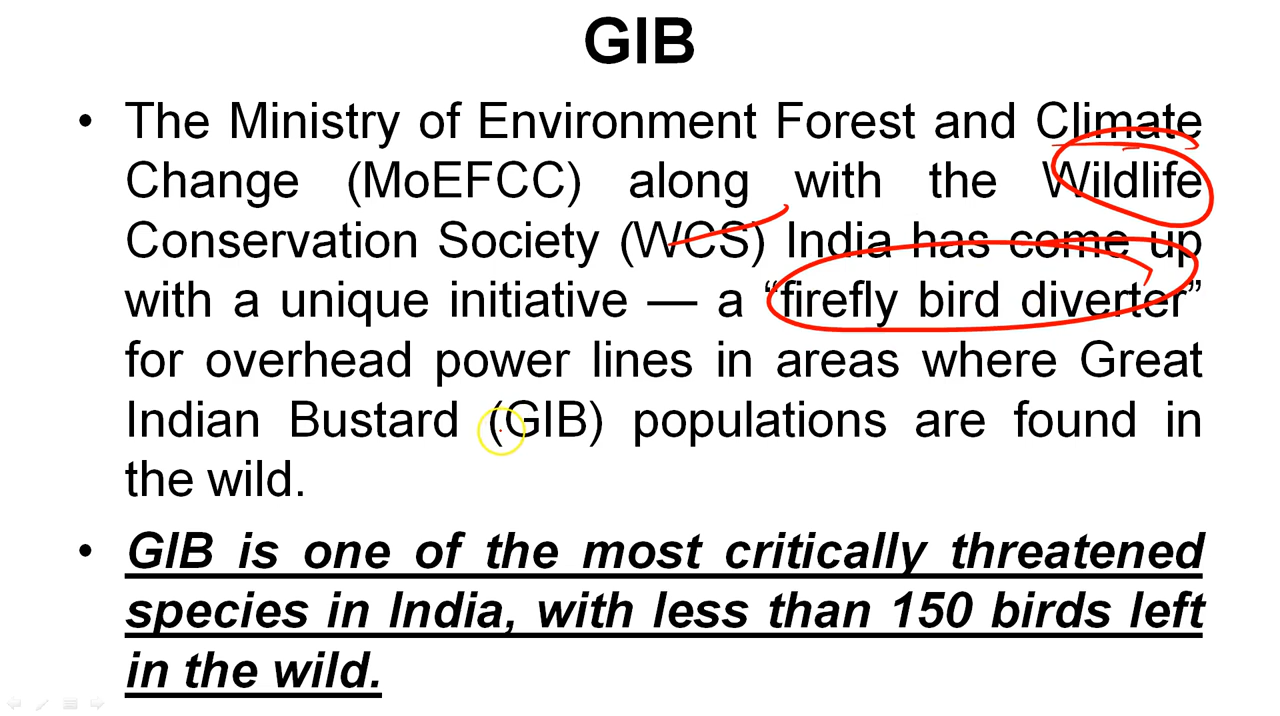 GIB
• The Ministry of Environment Forest and Climate
Change (MoEFCC) along with the Wildlife
Conservation Society (WCS) India has come up
with a unique initiative — a “firefly bird diverter”
for overhead power lines in areas where Great
Indian Bustard (GIB) populations are found in
the wild.
• GIB is one of the most critically threatened
species in India, with less than 150 birds left
in the wild.